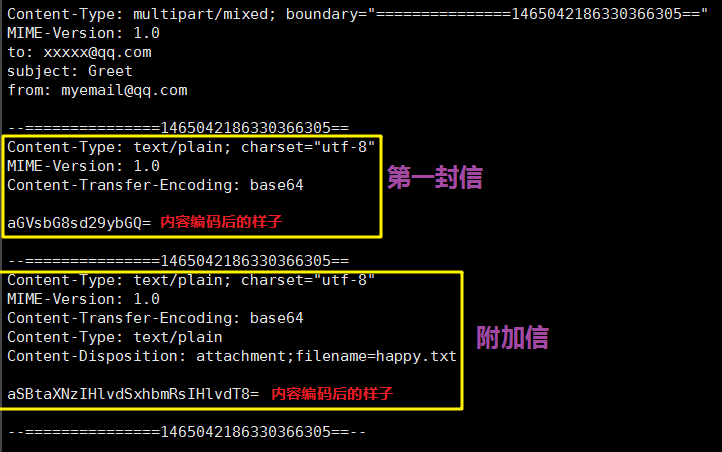 Content-Type: multipart/mixed; boundary="===============1465042186330366305=="
MIME-Version: 1.0
to: xxxxx@qq.com
subject: Greet
from: myemail@qq.com
--===============1465042186330366305==
Content-Type: text/plain; charset="utf-8"
MIME-Version: 1.0
Content-Transfer-Encoding: base64
第一封信
aGVsbG8sd29ybGQ= 内容编码后的样子
--===============1465042186330366305==
Content-Type: text/plain; charset="utf-8"
MIME-Version: 1.0
Content-Transfer-Encoding: base64
Content-Type: text/plain
附加信
Content-Disposition: attachment;filename=happy.txt
aSBtaXNzIHlvdSxhbmRsIHlvdT8= 内容编码后的样子
--===============1465042186330366305==--